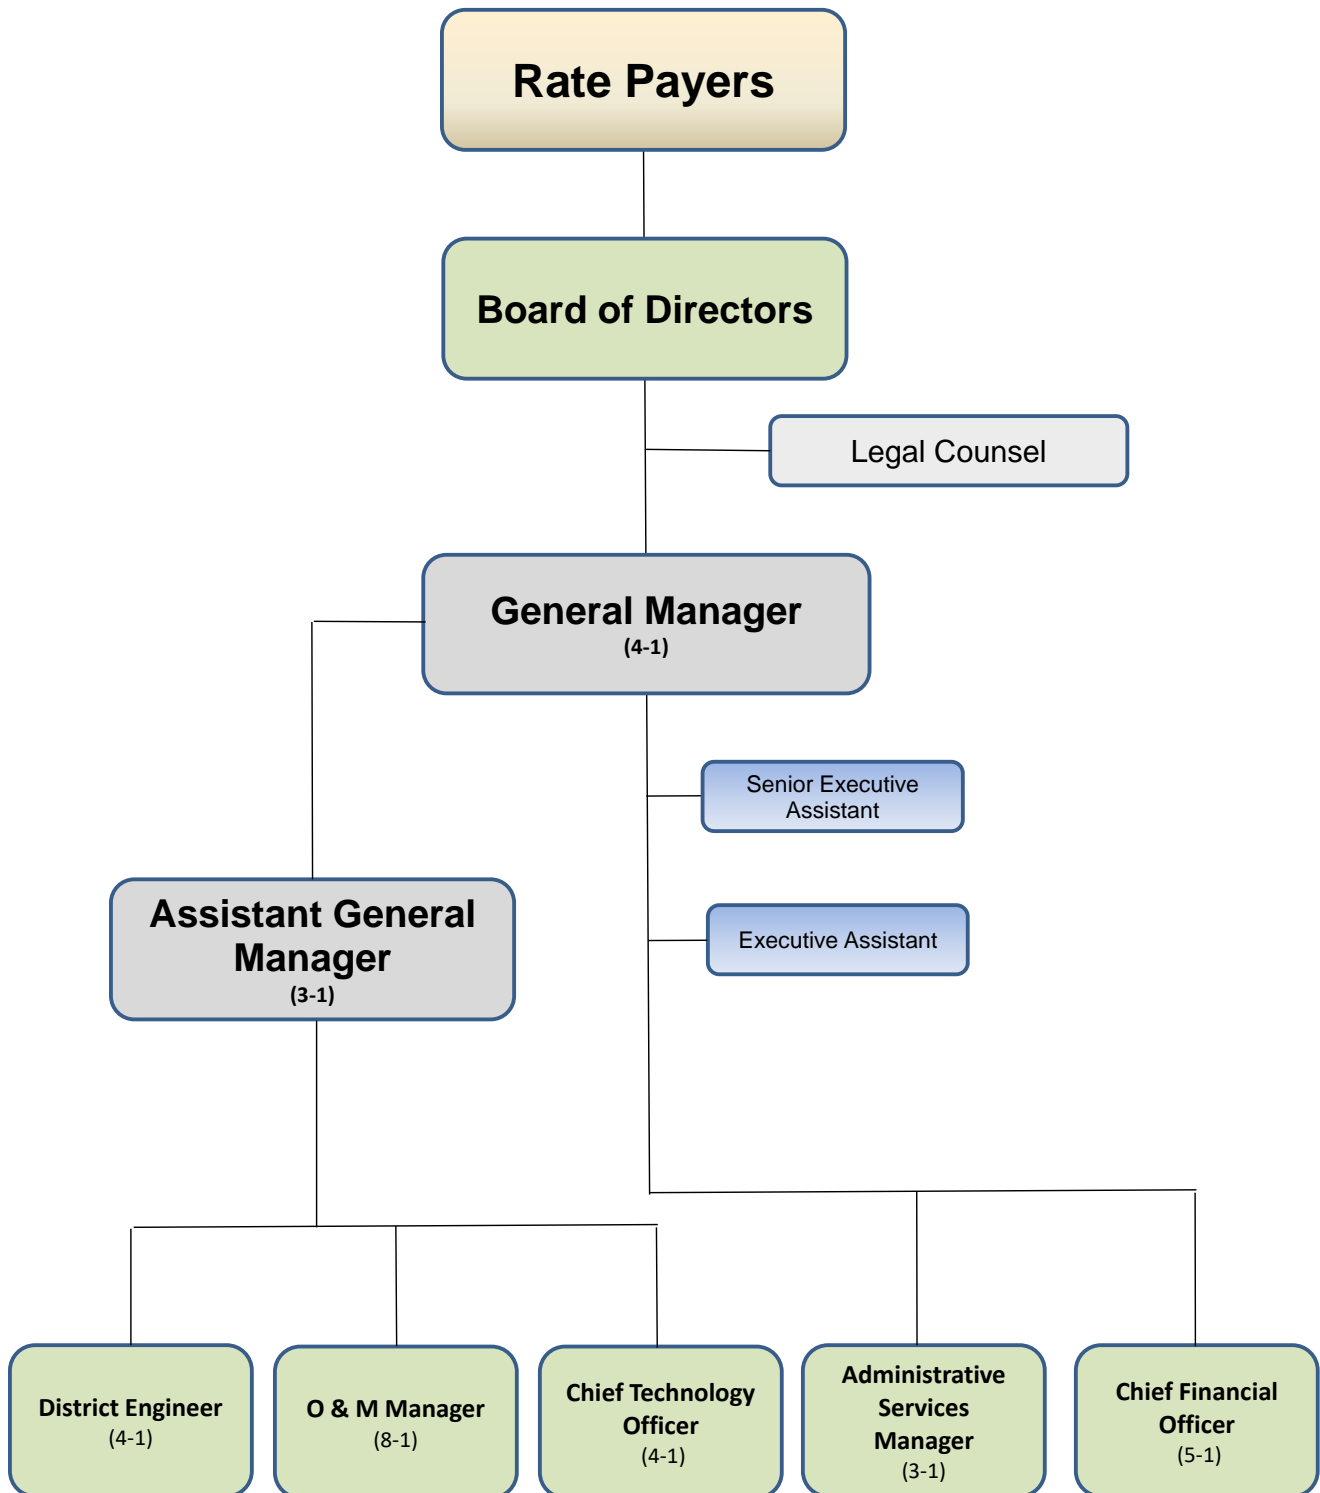 Rate Payers
Board of Directors
Legal Counsel
General Manager
(4-1)
Senior Executive
Assistant
Assistant General
Manager
(3-1)
Executive Assistant
District Engineer
(4-1)
O & M Manager
(8-1)
Chief Technology
Officer
(4-1)
Administrative
Services
Manager
(3-1)
Chief Financial
Officer
(5-1)